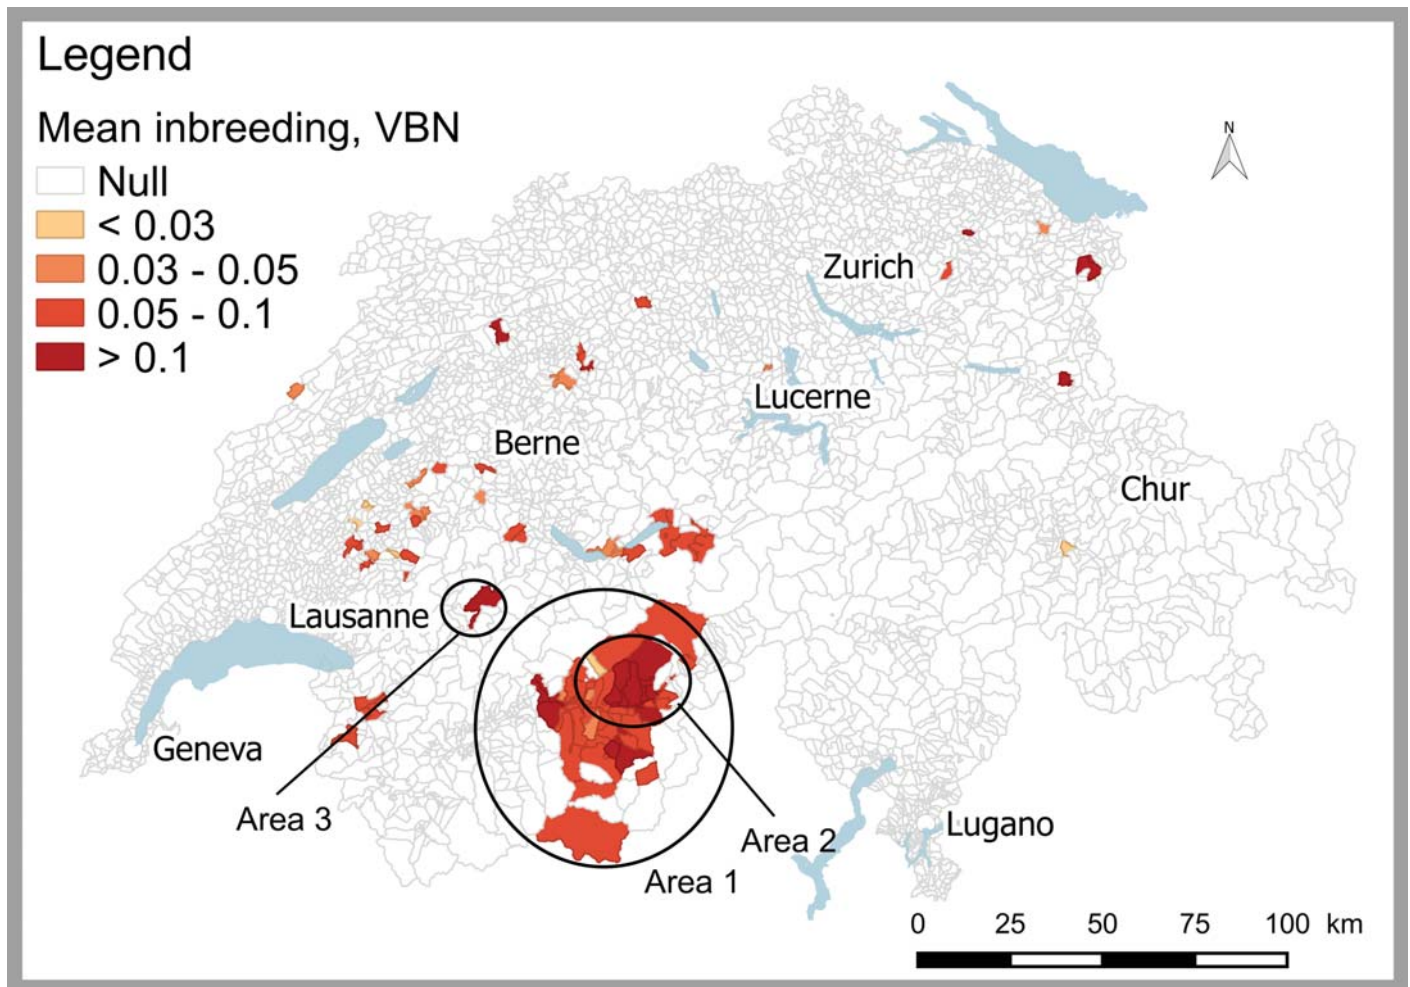 Legend
Mean inbreeding, VBN
Null
< 0.03
0.03 - 0.05
0.05 - 0.1
> 0.1
N
Zurich
Lucerne
Berne
Chur
Lausanne
Geneva
Area 3
Area 2
Lugano
Area 1
0 25 50 75 100 km